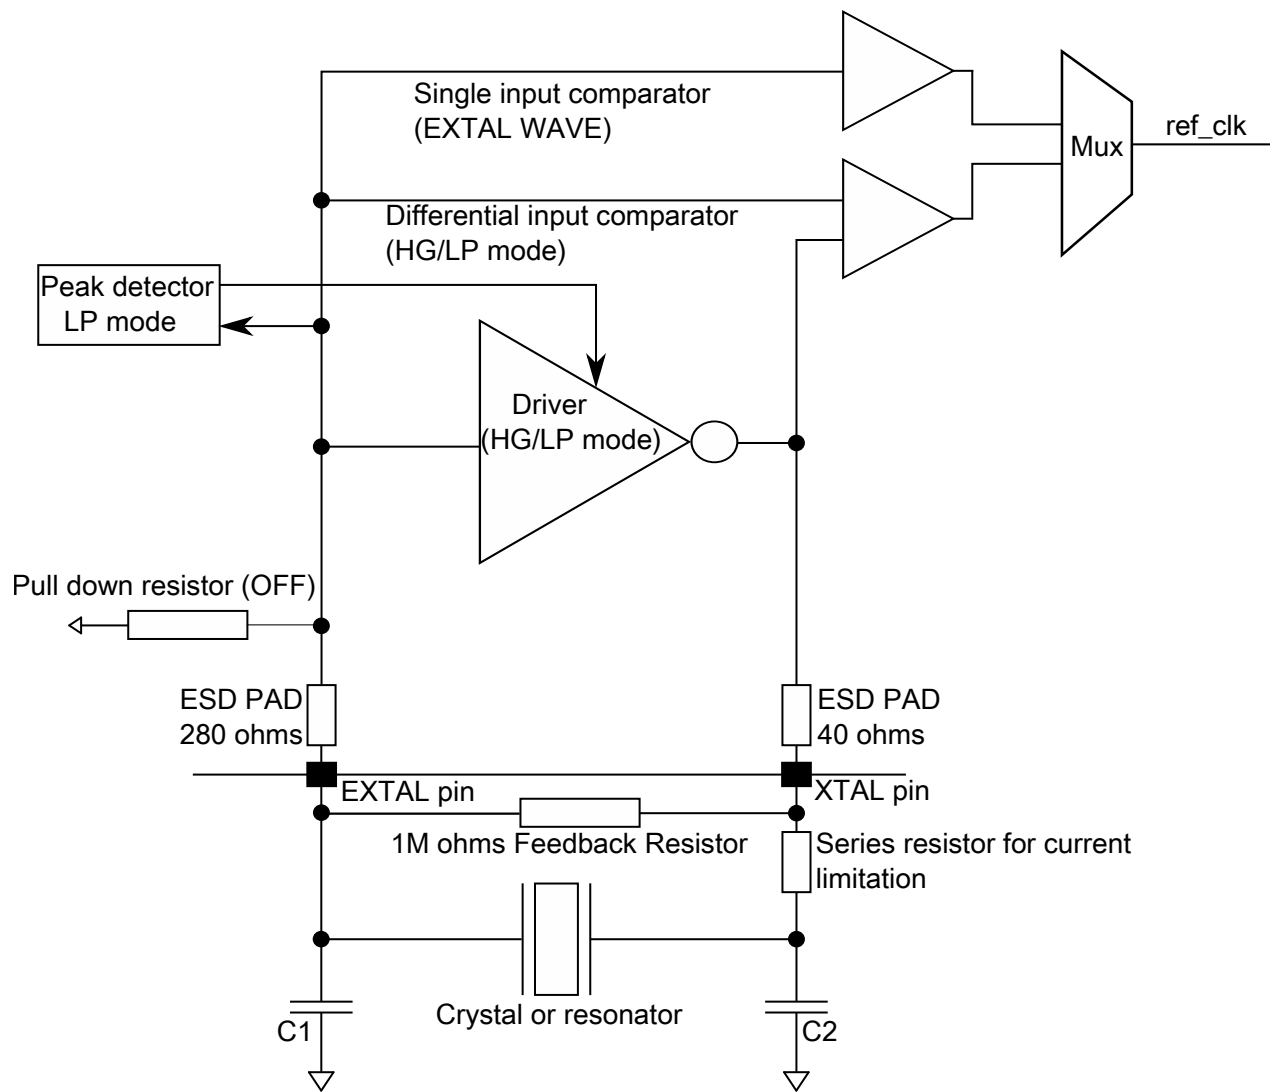 Single input comparator
(EXTAL WAVE)
Mux
ref_clk
Differential input comparator
(HG/LP mode)
Peak detector
LP mode
Driver
(HG/LP mode)
Pull down resistor (OFF)
ESD PAD
280 ohms
ESD PAD
40 ohms
EXTAL pin
XTAL pin
1M ohms Feedback Resistor
Series resistor for current
limitation
Crystal or resonator
C1
C2